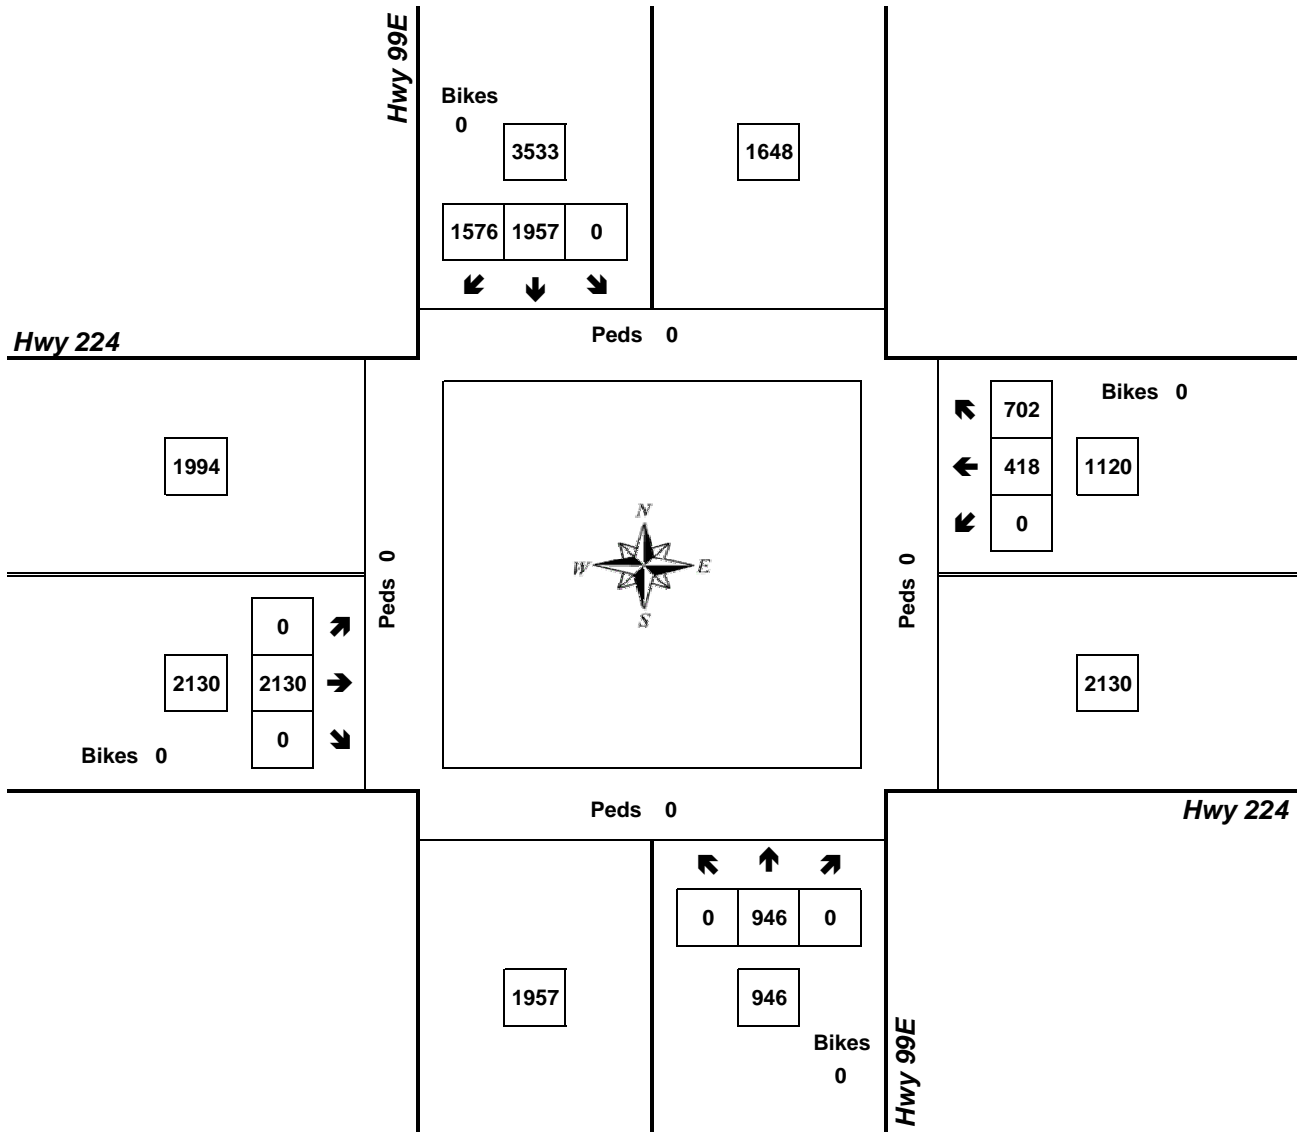 Hwy 99E
Bikes
0
3533
1648
1576 1957 0
Peds 0
Hwy 224
702
Bikes 0
1994
418
1120
0
N
W E
S
Peds 0
Peds 0
0
2130
2130
2130
0
Bikes 0
Peds 0
Hwy 224
0 946 0
1957
946
Bikes
0
Hwy 99E